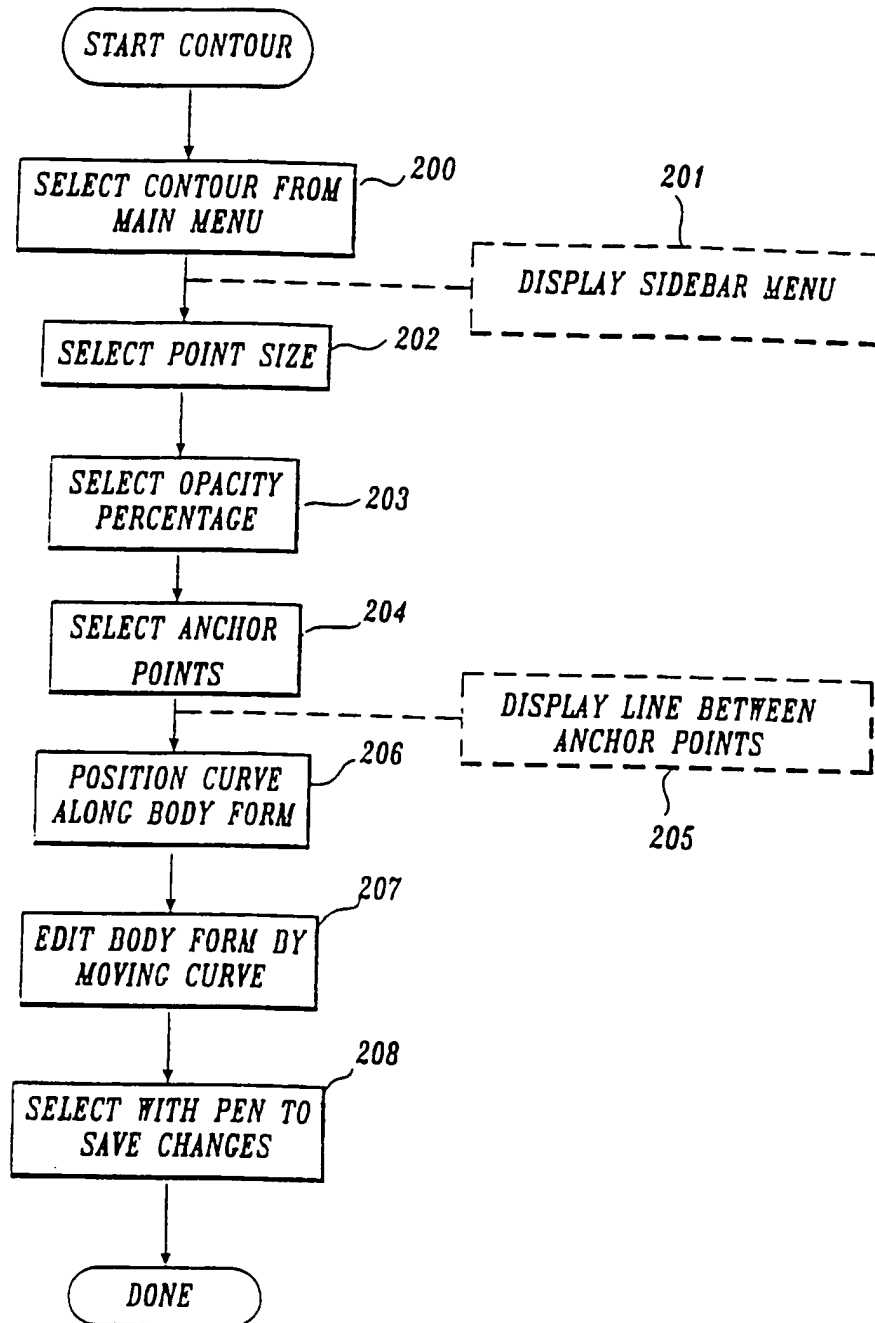 START CONTOUR
200
SELECT CONTOUR FROM
MAIN MENU
201
DISPLAY SIDEBAR MENU
202
SELECT POINT SIZE
SELECT OPACITY
PERCENTAGE
203
204
SELECT ANCHOR
POINTS
DISPLAY LINE BETWEEN
ANCHOR POINTS
205
206
POSITION CURVE
ALONG BODY FORM
207
EDIT BODY FORM BY
MOVING CURVE
208
SELECT WITH PEN TO
SAVE CHANGES
DONE